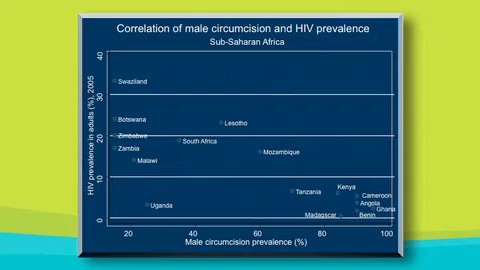 Correlation of male circumcision and HIV prevalence
Sub-Saharan Africa
HIV prevalence in adults (%), 2005
40
30
20
10
0
Swaziland
Botswana
Lesotho
Zimbabwe
South Africa
Zambia
Mozambique
Malawi
Kenya
Tanzania
Cameroon
Uganda
Angola
Ghana
Madagscar
Benin
20
40
60
80
100
Male circumcision prevalence (%)